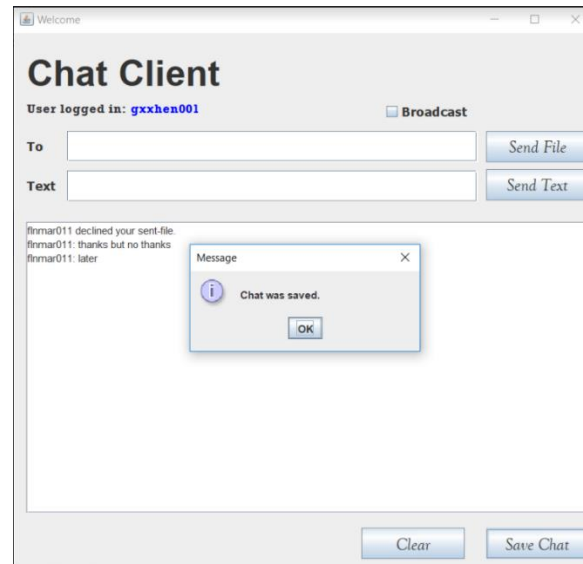 Welcome
Chat Client
User logged in: gxxhen001
Broadcast
To
Send File
Text
Send Text
flnmar011 declined your sent-file.
flnmar011: thanks but no thanks
flnmar011: later
Message
Chat was saved.
OK
Clear
Save Chat